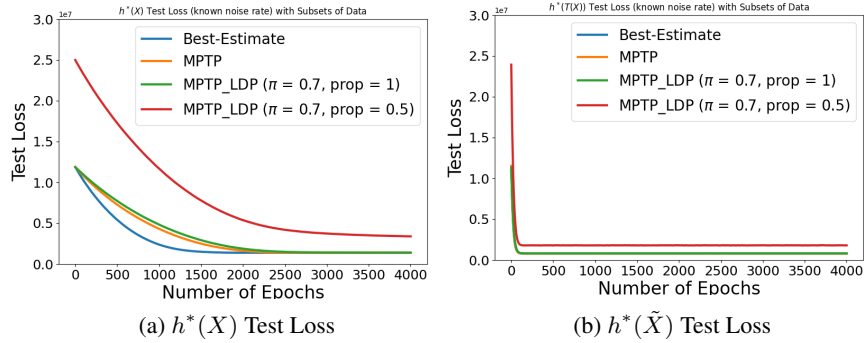 h*(X) Test Loss (known noise rate) with Subsets of Data
1e7
Test Loss
3.0
2.5
2.0
1.5
1.0
0.5
0.0
Best-Estimate
MPTP
MPTP_LDP (π = 0.7, prop = 1)
MPTP_LDP (π = 0.7, prop = 0.5)
0 500 1000 1500 2000 2500 3000 3500 4000
Number of Epochs
(a) h*(X) Test Loss
h*(T(X)) Test Loss (known noise rate) with Subsets of Data
1e7
Test Loss
3.0
2.5
2.0
1.5
1.0
0.5
0.0
Best-Estimate
MPTP
MPTP_LDP (π = 0.7, prop = 1)
MPTP_LDP (π = 0.7, prop = 0.5)
0 500 1000 1500 2000 2500 3000 3500 4000
Number of Epochs
(b) h*(X̃) Test Loss